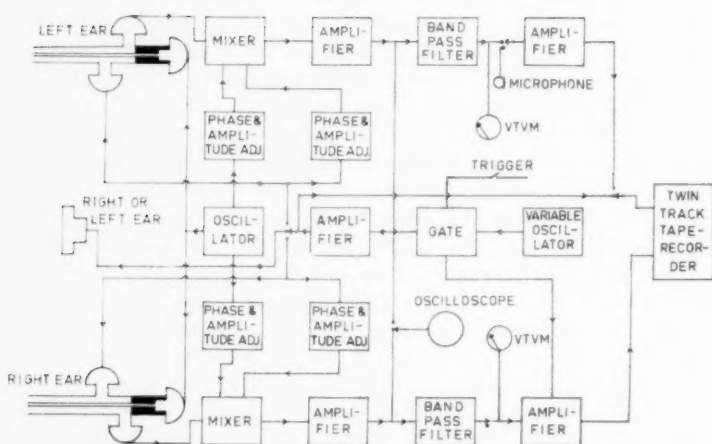 LEFT EAR
MIXER
AMPLI-
FIER
BAND
PASS
FILTER
AMPLI-
FIER
MICROPHONE
VTVM
PHASE &
AMPLI-
TUDE ADJ.
PHASE &
AMPLI-
TUDE ADJ.
TRIGGER
RIGHT OR
LEFT EAR
OSCIL-
LATOR
AMPLI-
FIER
GATE
VARIABLE
OSCIL-
LATOR
TWIN
TRACK
TAPE-
RECOR-
DER
PHASE &
AMPLI-
TUDE ADJ.
PHASE &
AMPLI-
TUDE ADJ.
OSCILLOSCOPE
VTVM
RIGHT EAR
MIXER
AMPLI-
FIER
BAND
PASS
FILTER
AMPLI-
FIER